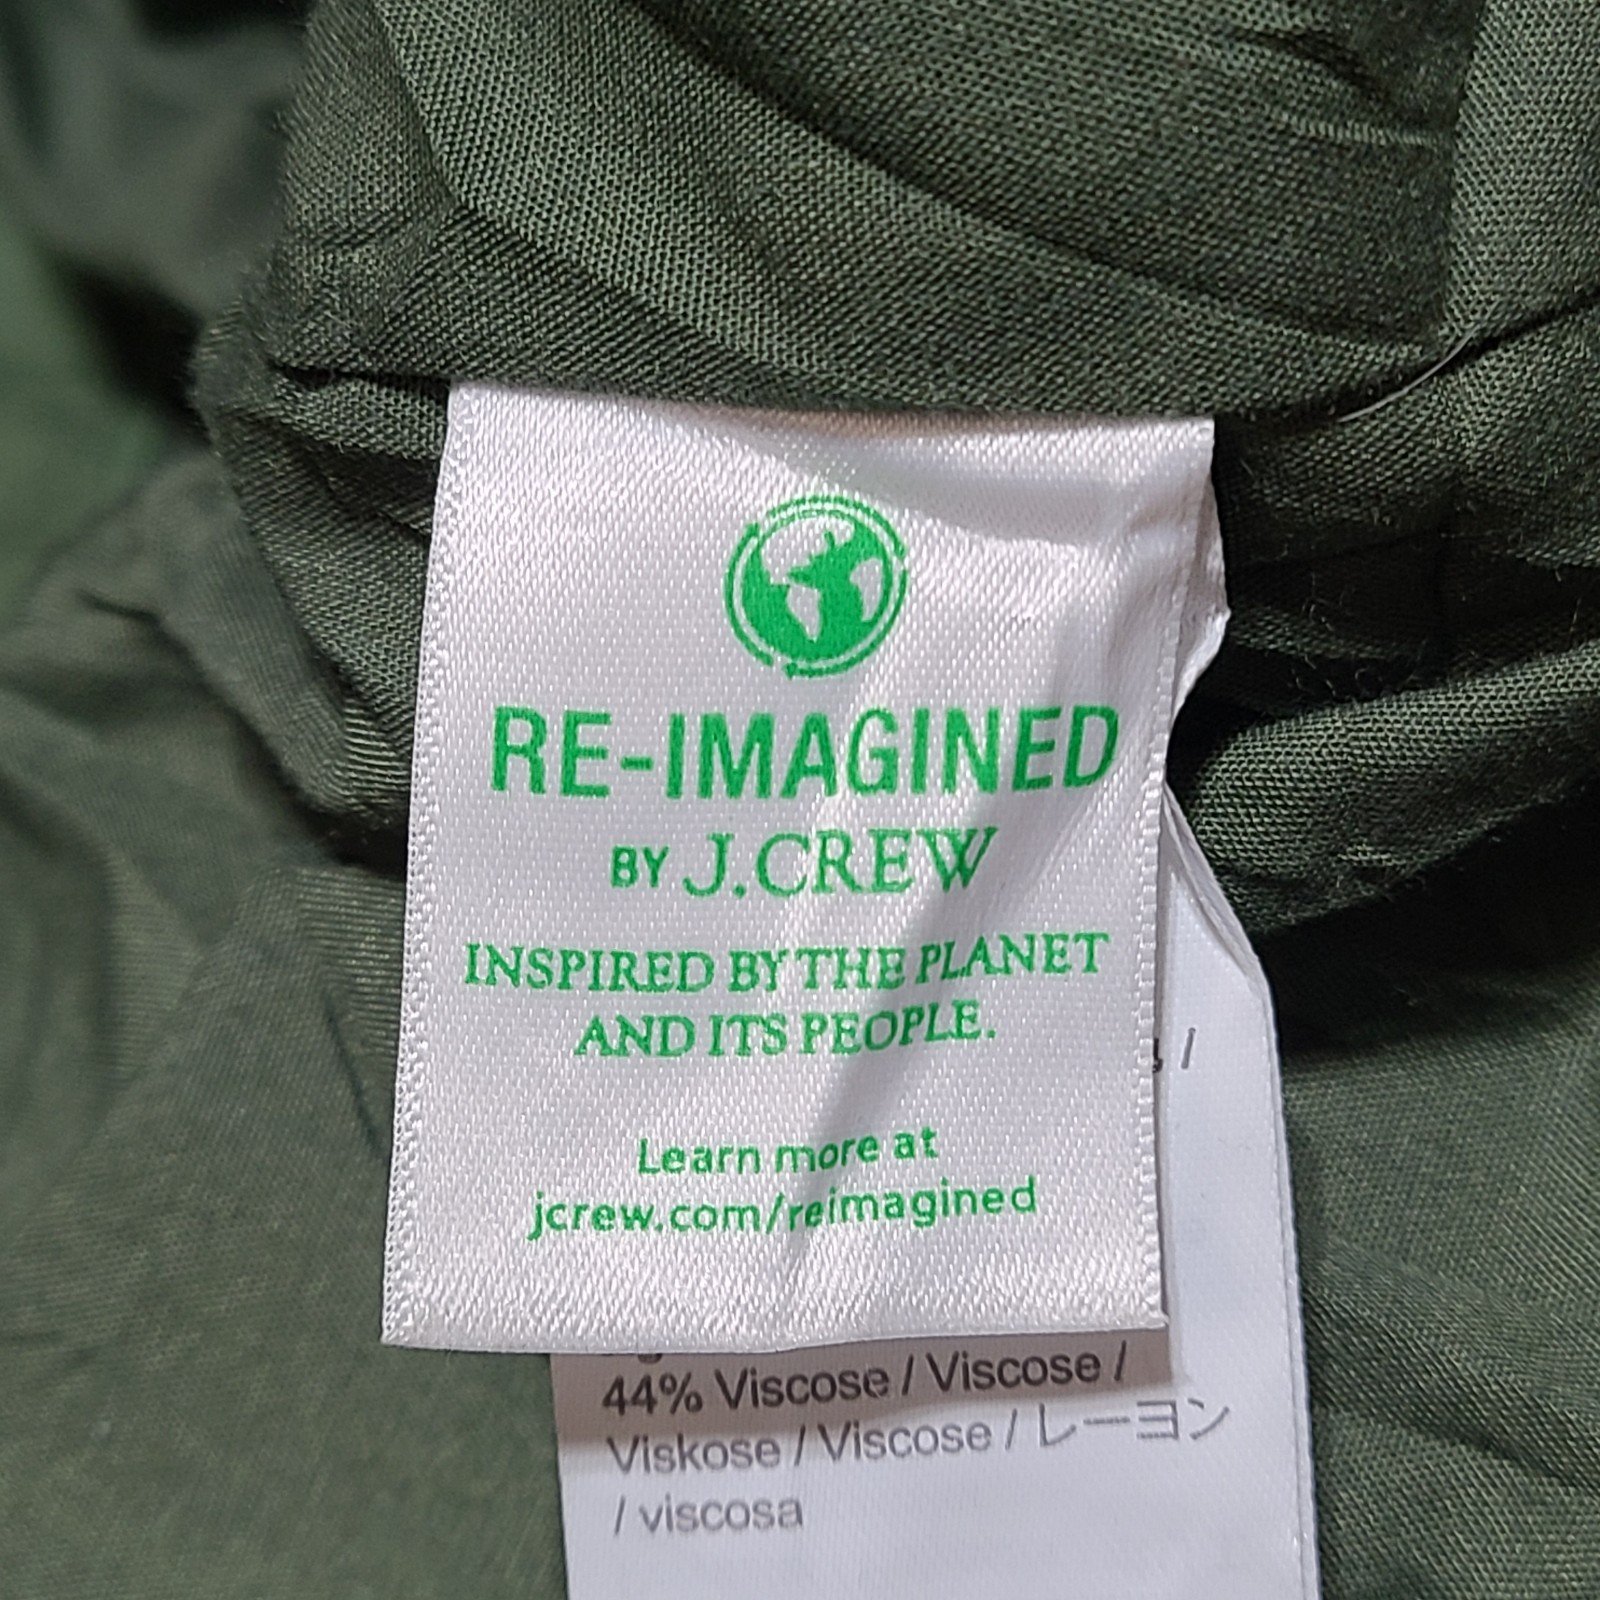 RE-IMAGINED
BY J.CREW
INSPIRED BY THE PLANET
AND ITS PEOPLE.
Learn more at
jcrew.com/reimagined
44% Viscose / Viscose /
Viskose / Viscose / レーヨン
/ viscosa